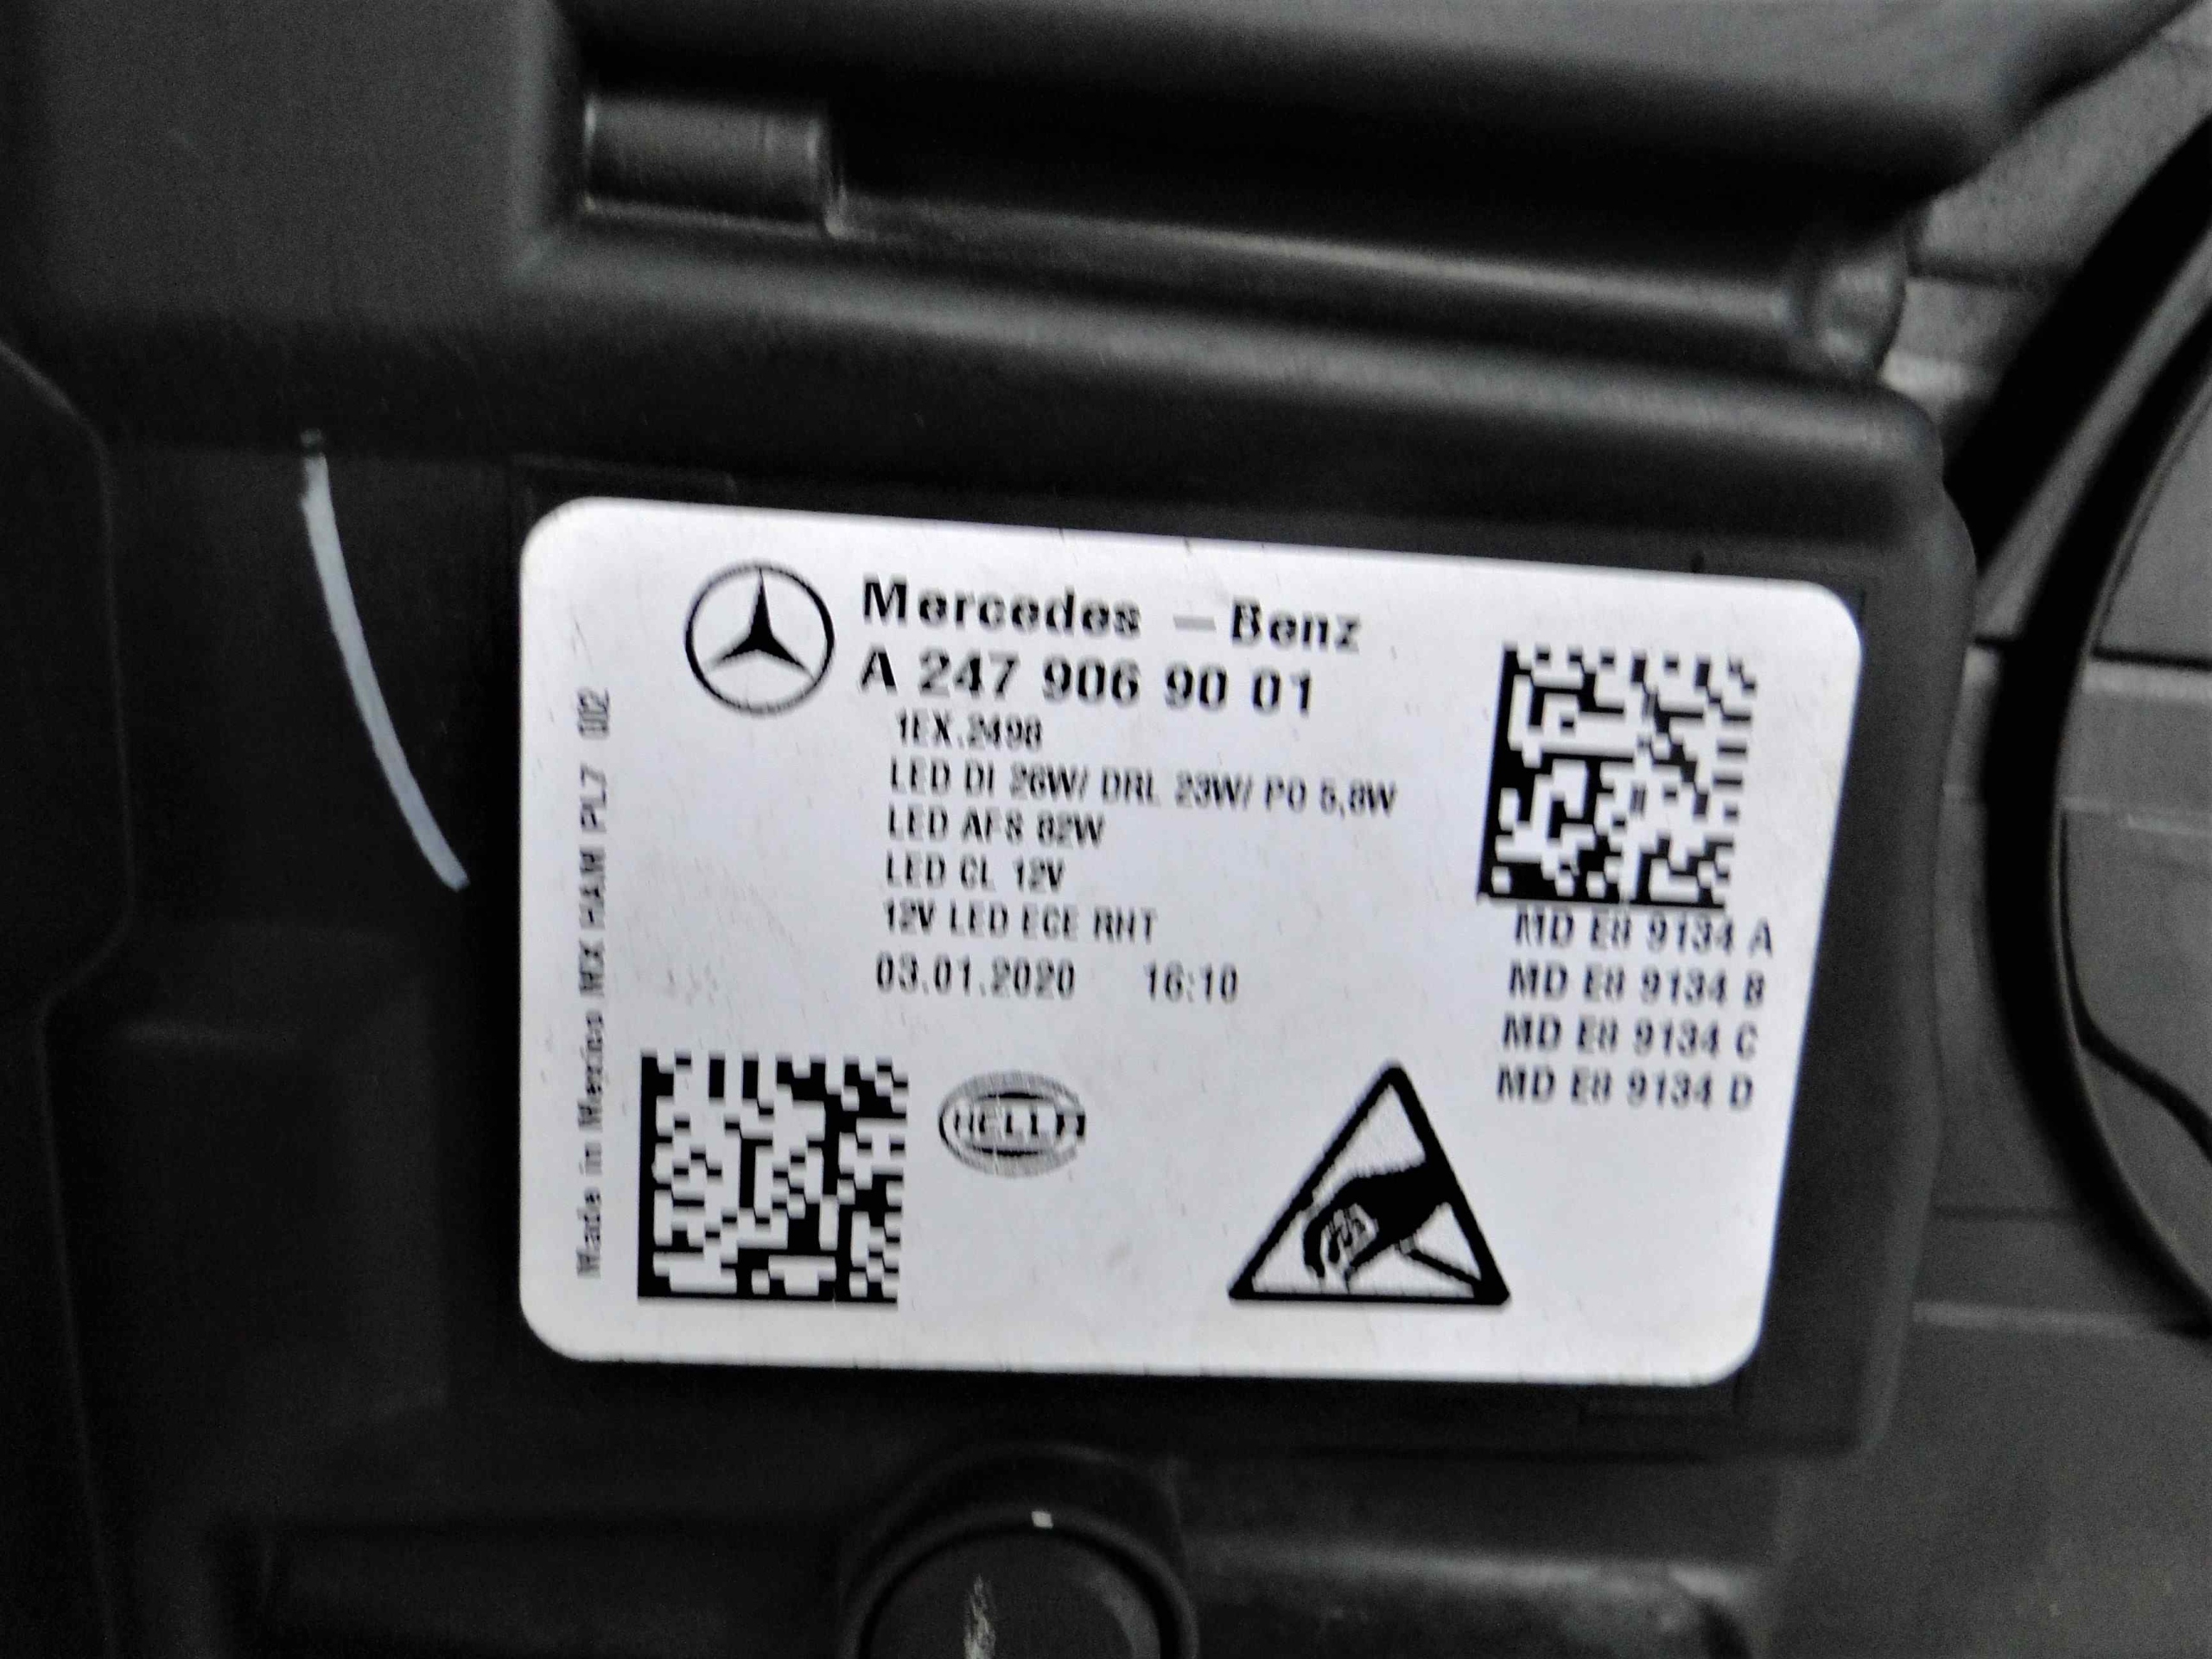 Mercedes – Benz
A 247 906 90 01
1EX.2498
LED DI 26W/ DRL 23W/ PO 5,8W
LED AFS 82W
LED CL 12V
12V LED ECE RHT
03.01.2020 16:10
MD E8 9134 A
MD E8 9134 B
MD E8 9134 C
MD E8 9134 D
HELLA
Made in Mexico MX HAM PL7 002